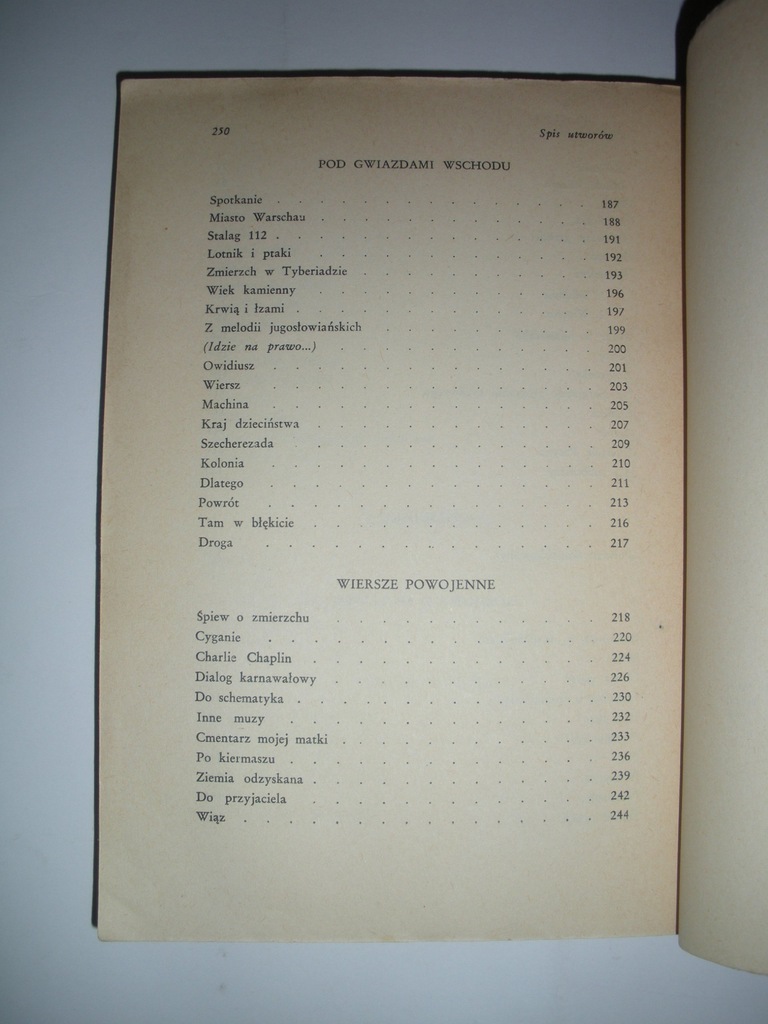 250 Spis utworów
POD GWIAZDAMI WSCHODU
Spotkanie . . . . . . . . . . . . . . 187
Miasto Warschau . . . . . . . . . . . . 188
Stalag 112 . . . . . . . . . . . . . . 191
Lotnik i ptaki . . . . . . . . . . . . 192
Zmierzch w Tyberiadzie . . . . . . . . . . 193
Wiek kamienny . . . . . . . . . . . . 196
Krwią i łzami . . . . . . . . . . . . . 197
Z melodii jugosłowiańskich . . . . . . . . . 199
(Idzie na prawo...) . . . . . . . . . . . 200
Owidiusz . . . . . . . . . . . . . . 201
Wiersz . . . . . . . . . . . . . . 203
Machina . . . . . . . . . . . . . . 205
Kraj dzieciństwa . . . . . . . . . . . . 207
Szecherezada . . . . . . . . . . . . 209
Kolonia . . . . . . . . . . . . . . 210
Dlatego . . . . . . . . . . . . . . 211
Powrót . . . . . . . . . . . . . . 213
Tam w błękicie . . . . . . . . . . . . 216
Droga . . . . . . . . . . . . . . 217
WIERSZE POWOJENNE
Śpiew o zmierzchu . . . . . . . . . . . 218
Cyganie . . . . . . . . . . . . . . 220
Charlie Chaplin . . . . . . . . . . . . 224
Dialog karnawałowy . . . . . . . . . . . 226
Do schematyka . . . . . . . . . . . . . 230
Inne muzy . . . . . . . . . . . . . 232
Cmentarz mojej matki . . . . . . . . . . . 233
Po kiermaszu . . . . . . . . . . . . . 236
Ziemia odzyskana . . . . . . . . . . . . 239
Do przyjaciela . . . . . . . . . . . . 242
Wiąz . . . . . . . . . . . . . . . 244